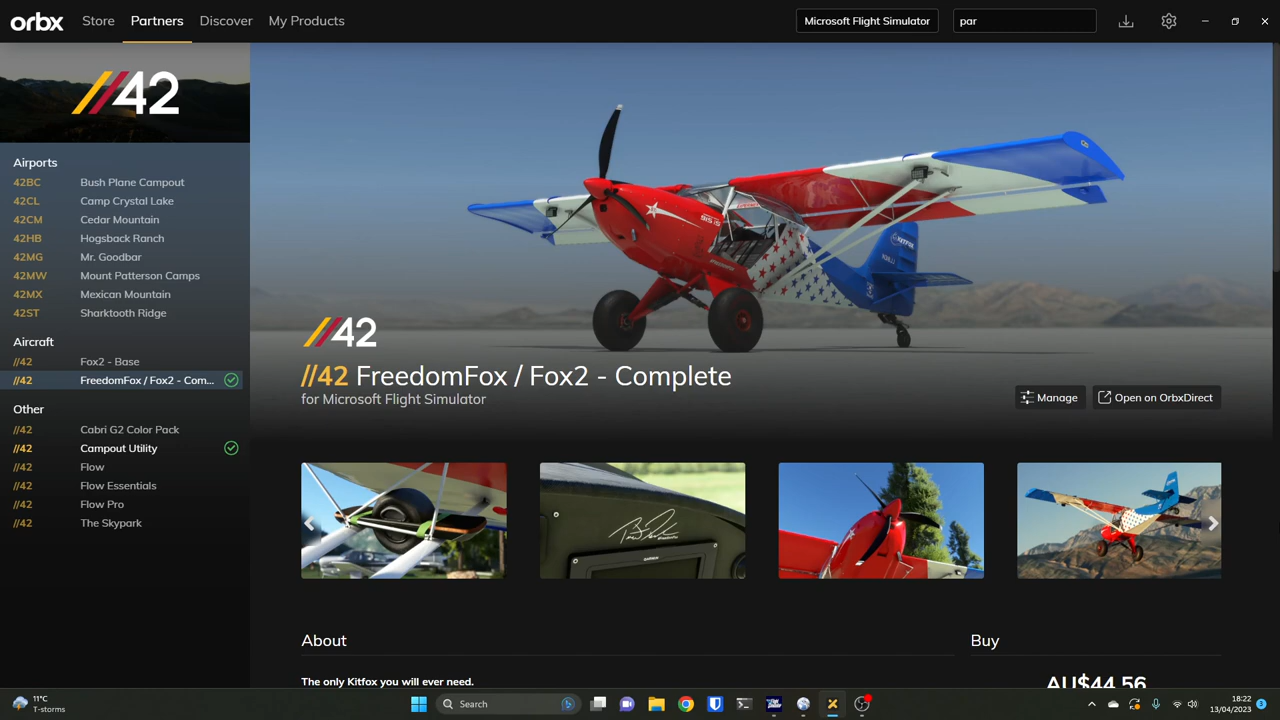 orbx
Store
Partners
Discover
My Products
Microsoft Flight Simulator
par
//42
Airports
42BC Bush Plane Campout
42CL Camp Crystal Lake
42CM Cedar Mountain
42HB Hogsback Ranch
42MG Mr. Goodbar
42MW Mount Patterson Camps
42MX Mexican Mountain
42ST Sharktooth Ridge
Aircraft
//42 Fox2 - Base
//42 FreedomFox / Fox2 - Com...
Other
//42 Cabri G2 Color Pack
//42 Campout Utility
//42 Flow
//42 Flow Essentials
//42 Flow Pro
//42 The Skypark
//42
//42 FreedomFox / Fox2 - Complete
for Microsoft Flight Simulator
Manage
Open on OrbxDirect
About
Buy
The only Kitfox you will ever need.
AU$44.56
11°C
T-storms
Search
18:22
13/04/2023